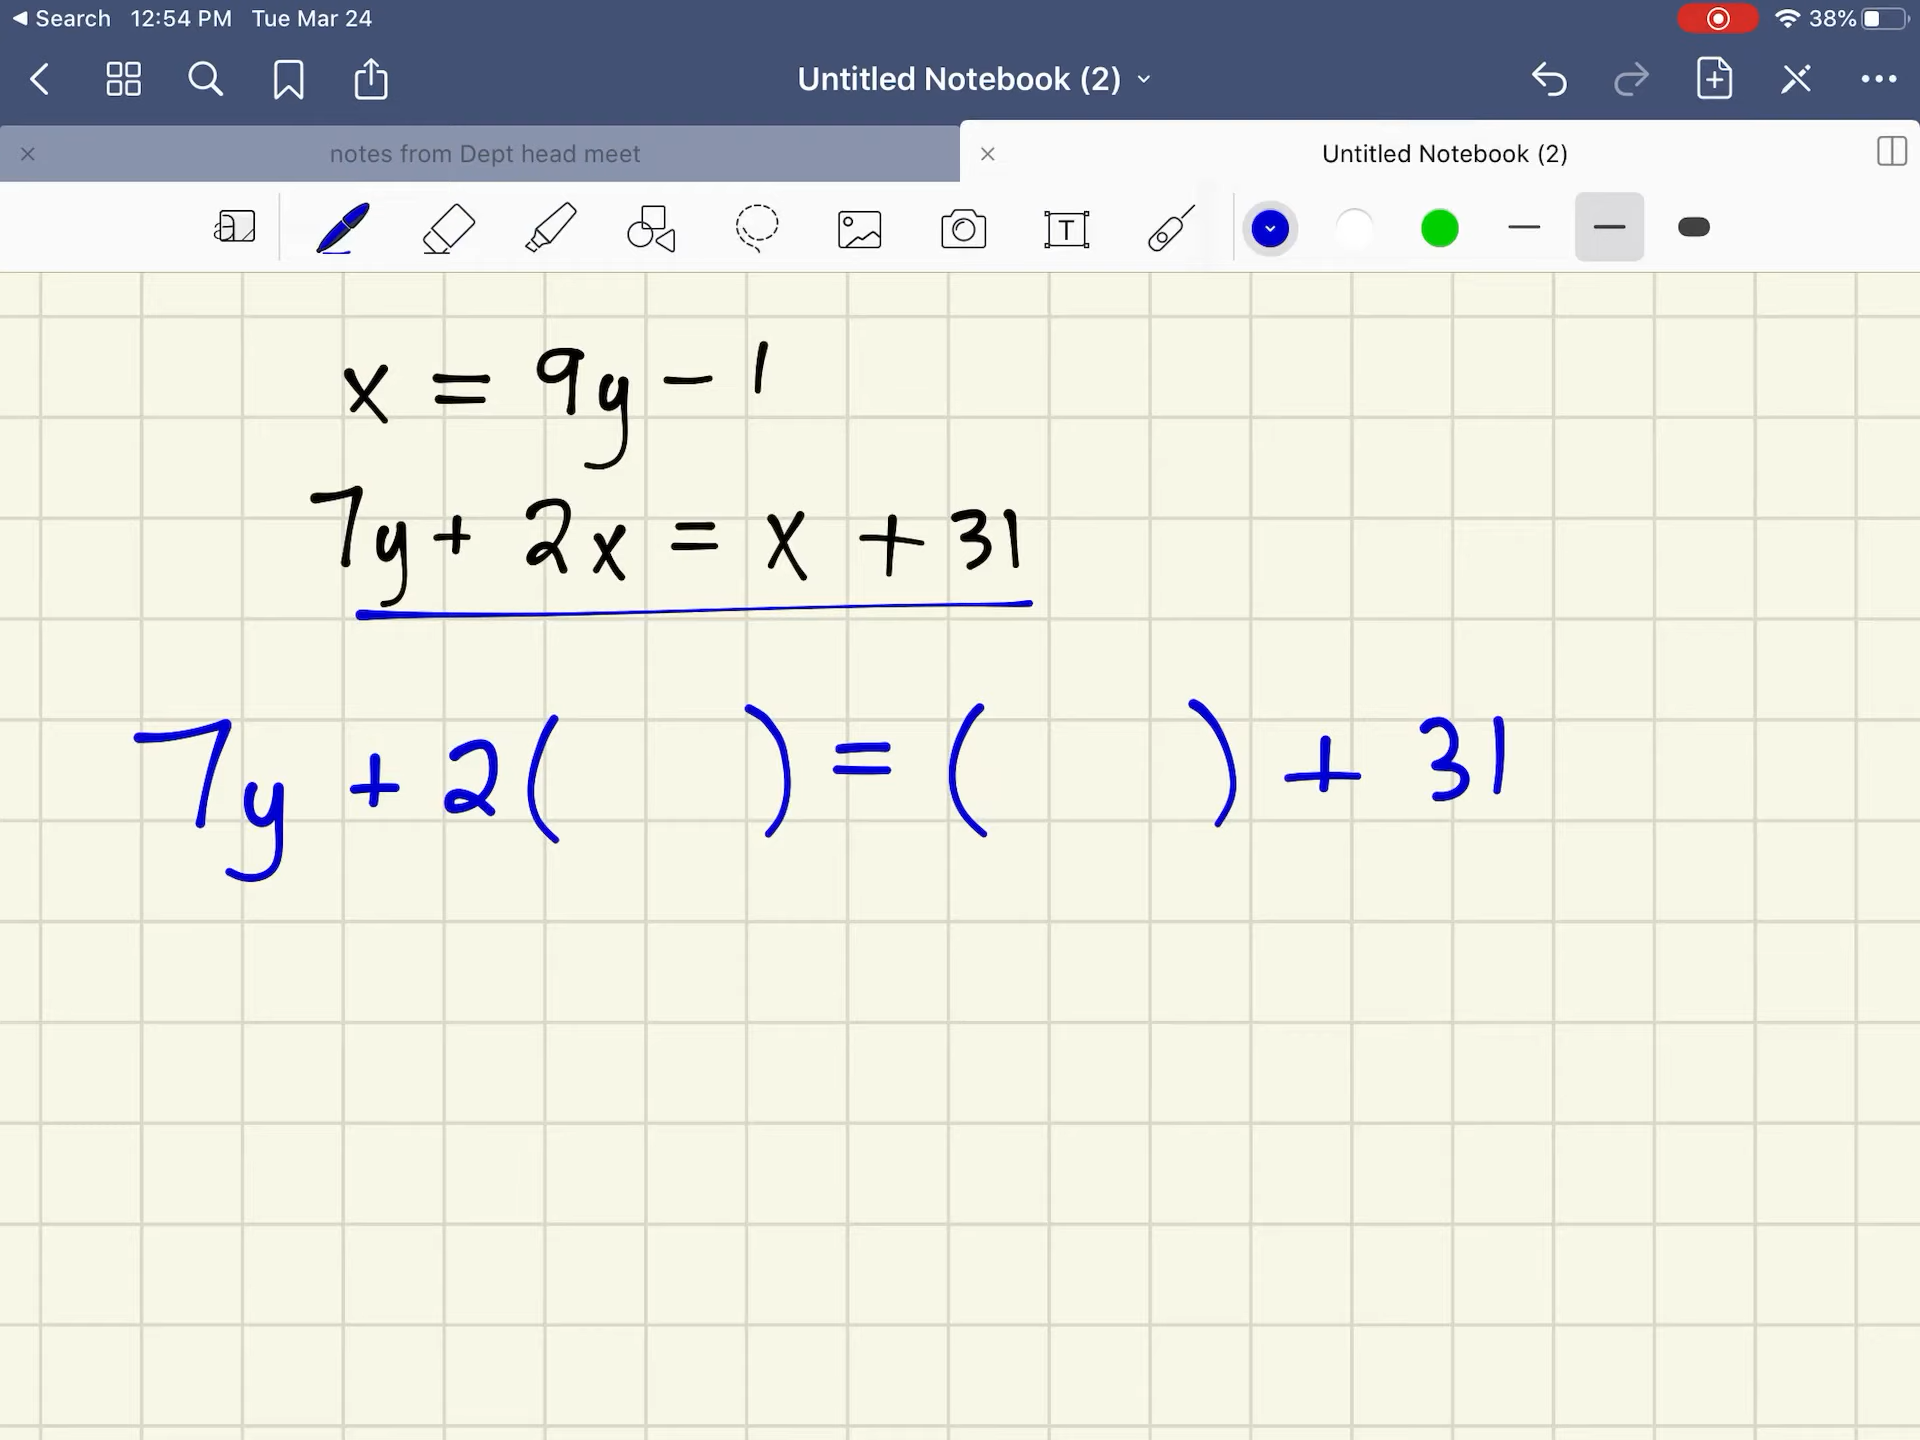 Search 12:54 PM Tue Mar 24 38%
Untitled Notebook (2)
notes from Dept head meet Untitled Notebook (2)
T
x = 9y - 1
7y + 2x = x + 31
7y + 2( ) = ( ) + 31